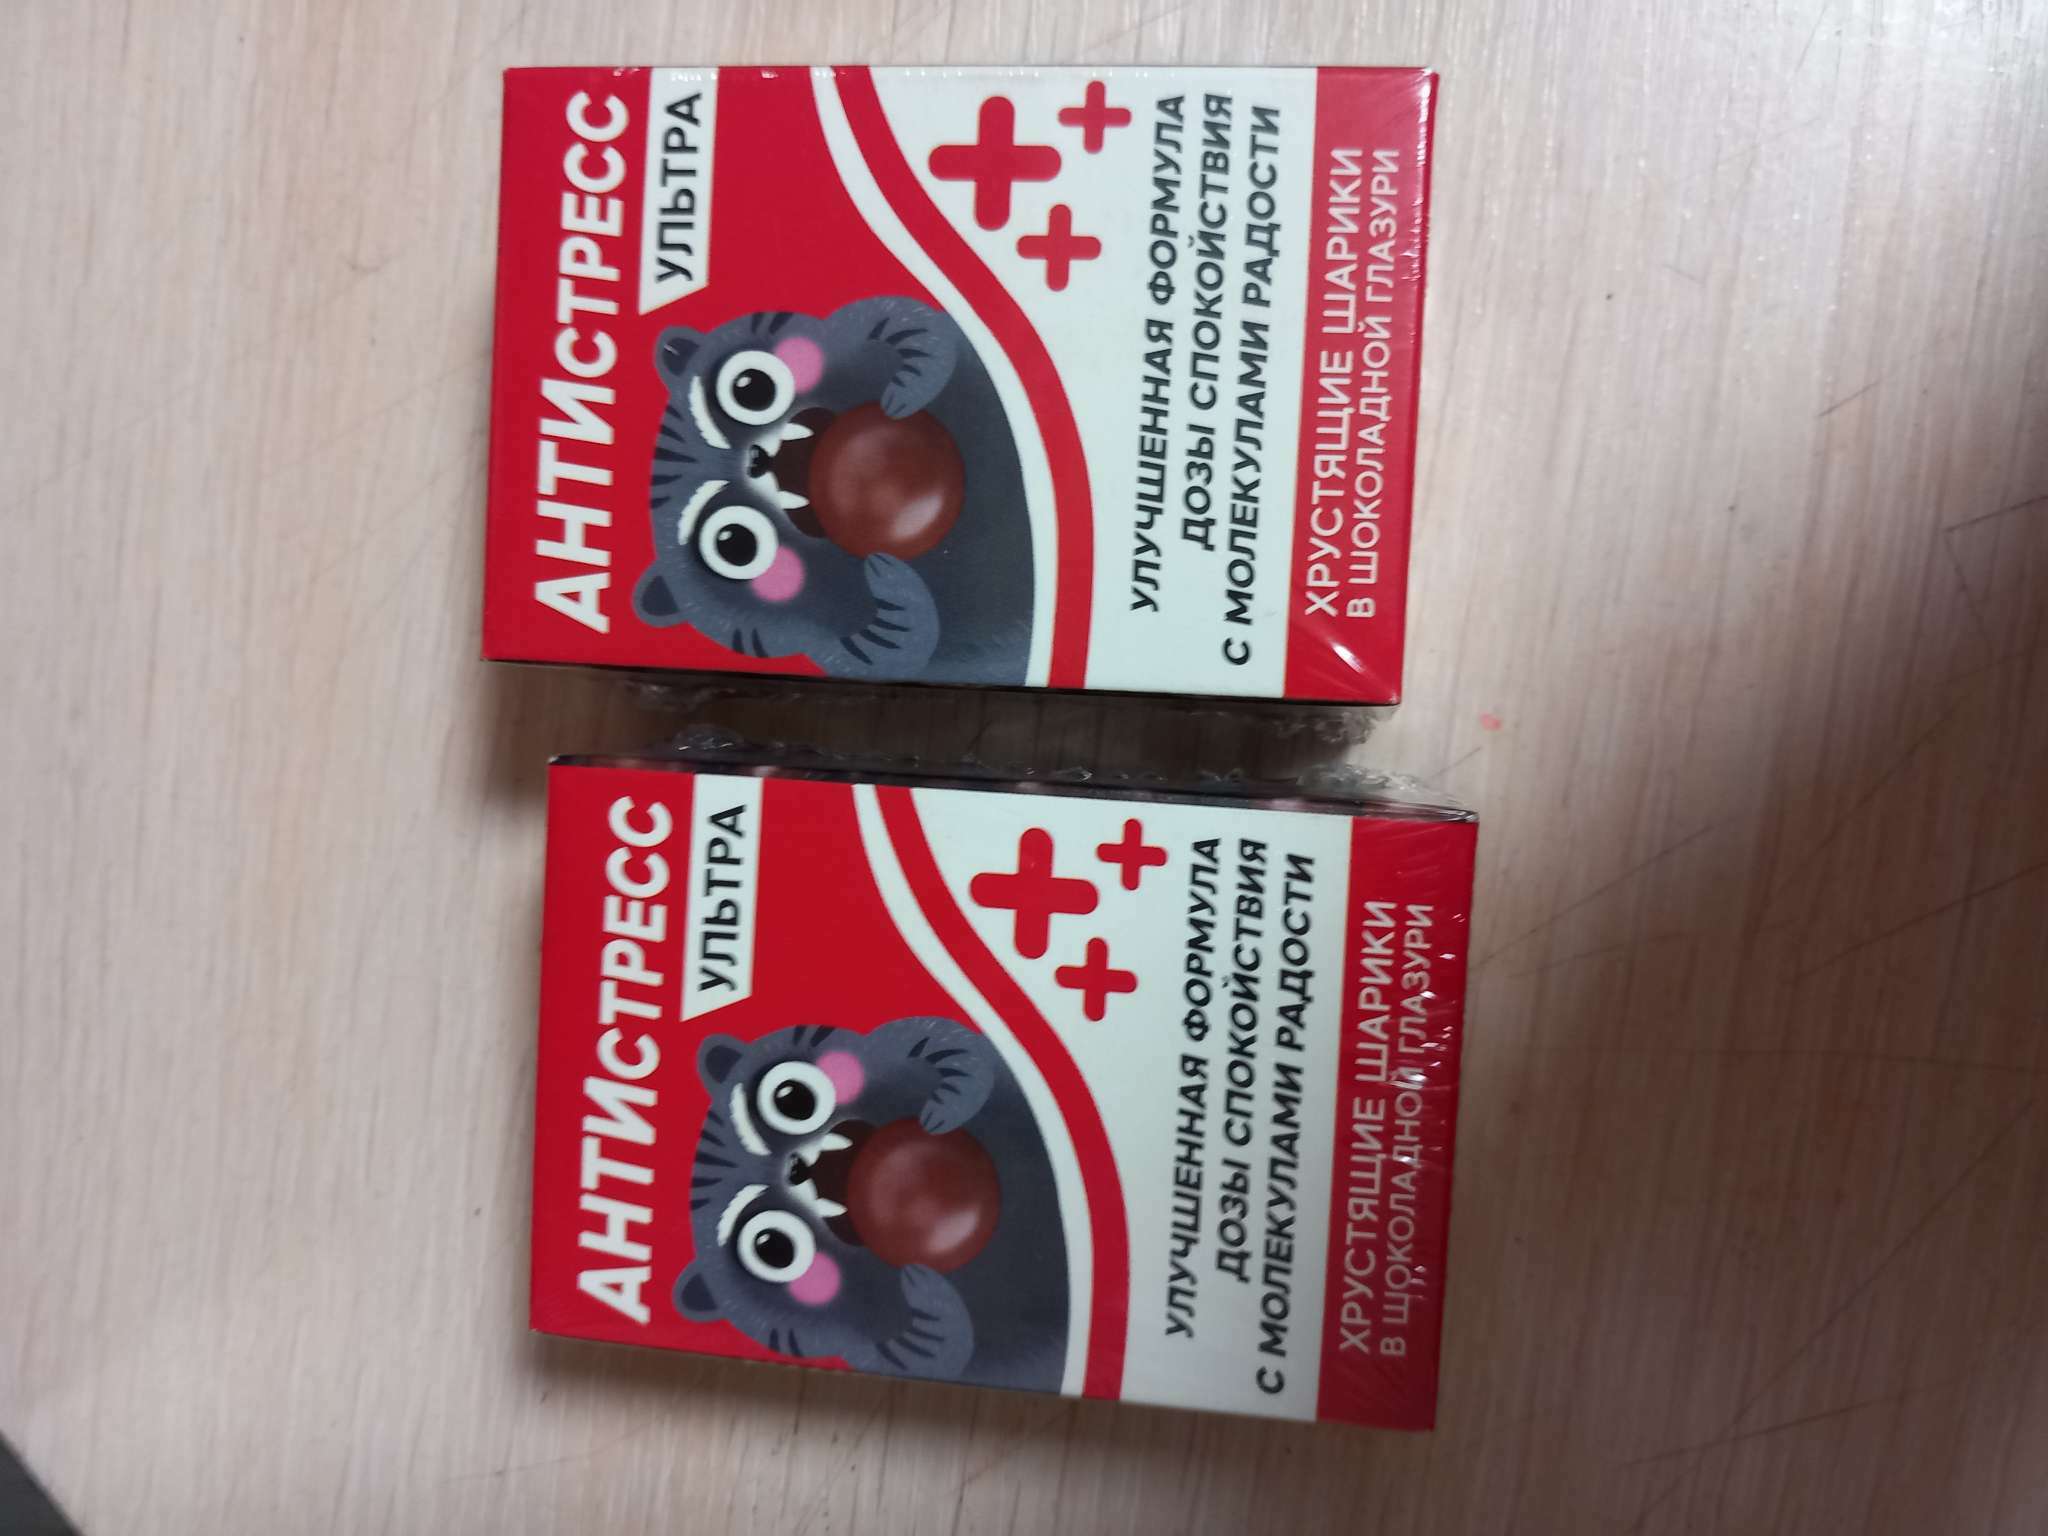 АНТИСТРЕСС
УЛЬТРА
УЛУЧШЕННАЯ ФОРМУЛА
ДОЗЫ СПОКОЙСТВИЯ
С МОЛЕКУЛАМИ РАДОСТИ
ХРУСТЯЩИЕ ШАРИКИ
В ШОКОЛАДНОЙ ГЛАЗУРИ
АНТИСТРЕСС
УЛЬТРА
УЛУЧШЕННАЯ ФОРМУЛА
ДОЗЫ СПОКОЙСТВИЯ
С МОЛЕКУЛАМИ РАДОСТИ
ХРУСТЯЩИЕ ШАРИКИ
В ШОКОЛАДНОЙ ГЛАЗУРИ